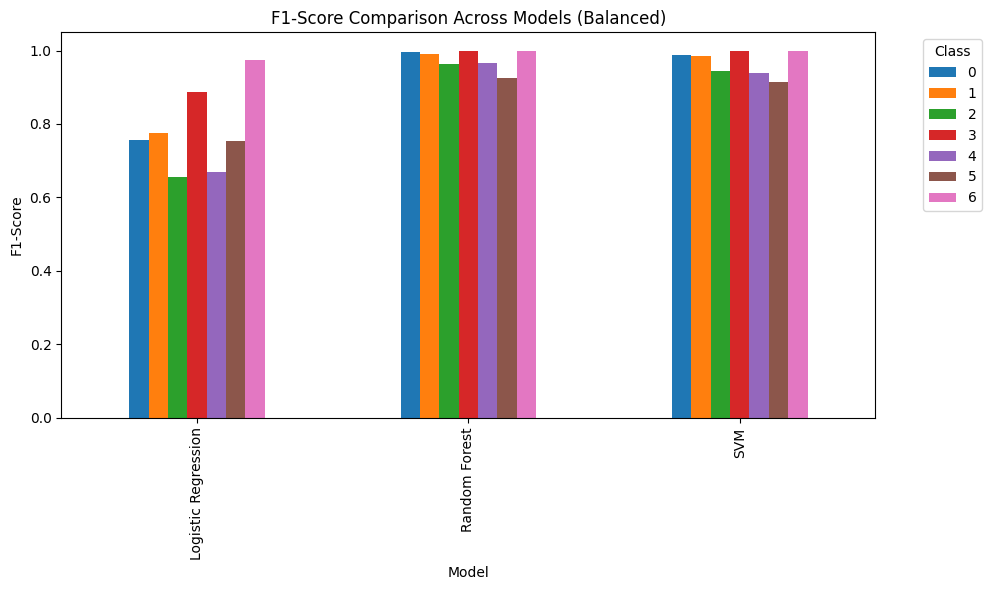 F1-Score Comparison Across Models (Balanced)
F1-Score
1.0
0.8
0.6
0.4
0.2
0.0
Logistic Regression
Random Forest
SVM
Model
Class
0
1
2
3
4
5
6